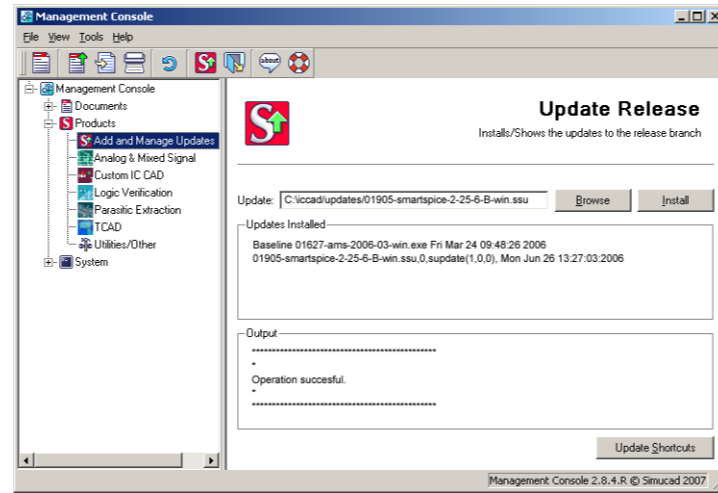 Management Console
File View Tools Help
about
Management Console
Documents
Products
Add and Manage Updates
Analog & Mixed Signal
Custom IC CAD
Logic Verification
Parasitic Extraction
TCAD
Utilities/Other
System
Update Release
Installs/Shows the updates to the release branch
Update: C:\iccad/updates/01905-smartspice-2-25-6-B-win.ssu Browse Install
Updates Installed
Baseline 01627-ams-2006-03-win.exe Fri Mar 24 09:48:26 2006
01905-smartspice-2-25-6-B-win.ssu,0,supdate(1,0,0), Mon Jun 26 13:27:03:2006
Output
Operation succesful.
Update Shortcuts
Management Console 2.8.4.R © Simucad 2007